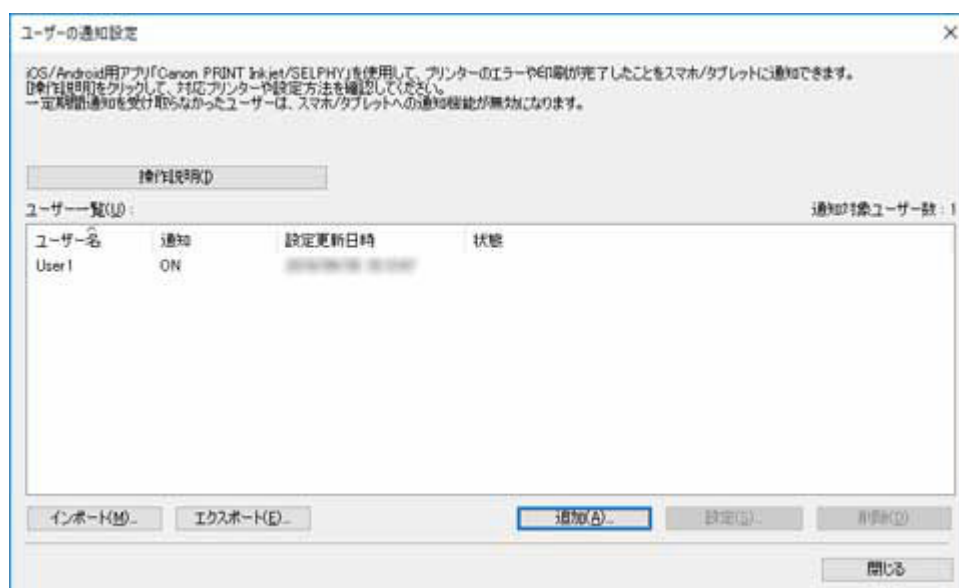 ユーザーの通知設定
iOS/Android用アプリ「Canon PRINT Inkjet/SELPHY」を使用して、プリンターのエラーや印刷が完了したことをスマホ/タブレットに通知できます。
[操作説明]をクリックして、対応プリンターや設定方法を確認してください。
一定期間通知を受け取らなかったユーザーは、スマホ/タブレットへの通知機能が無効になります。
操作説明(I)
ユーザー一覧(U): 通知対象ユーザー数：1
ユーザー名 通知 設定更新日時 状態
User1 ON
インポート(M)... エクスポート(E)... 追加(A)... 設定(S)... 削除(D)
閉じる